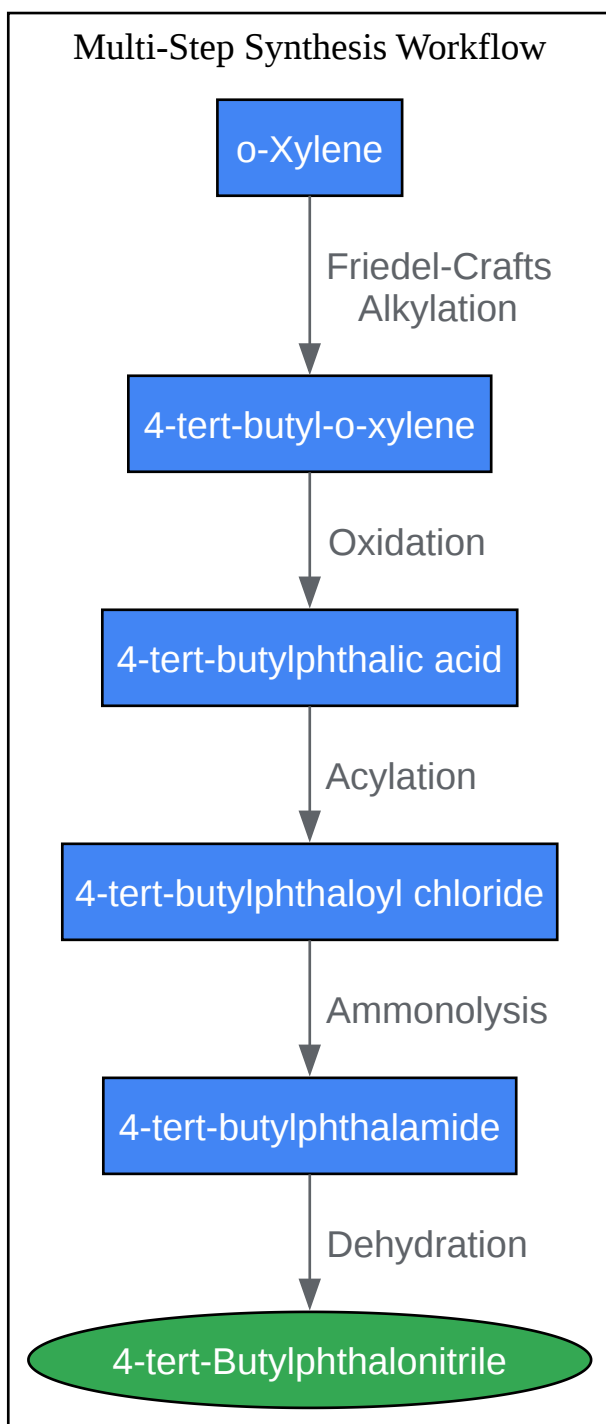 Multi-Step Synthesis Workflow
o-Xylene
Friedel-Crafts
Alkylation
4-tert-butyl-o-xylene
Oxidation
4-tert-butylphthalic acid
Acylation
4-tert-butylphthaloyl chloride
Ammonolysis
4-tert-butylphthalamide
Dehydration
4-tert-Butylphthalonitrile